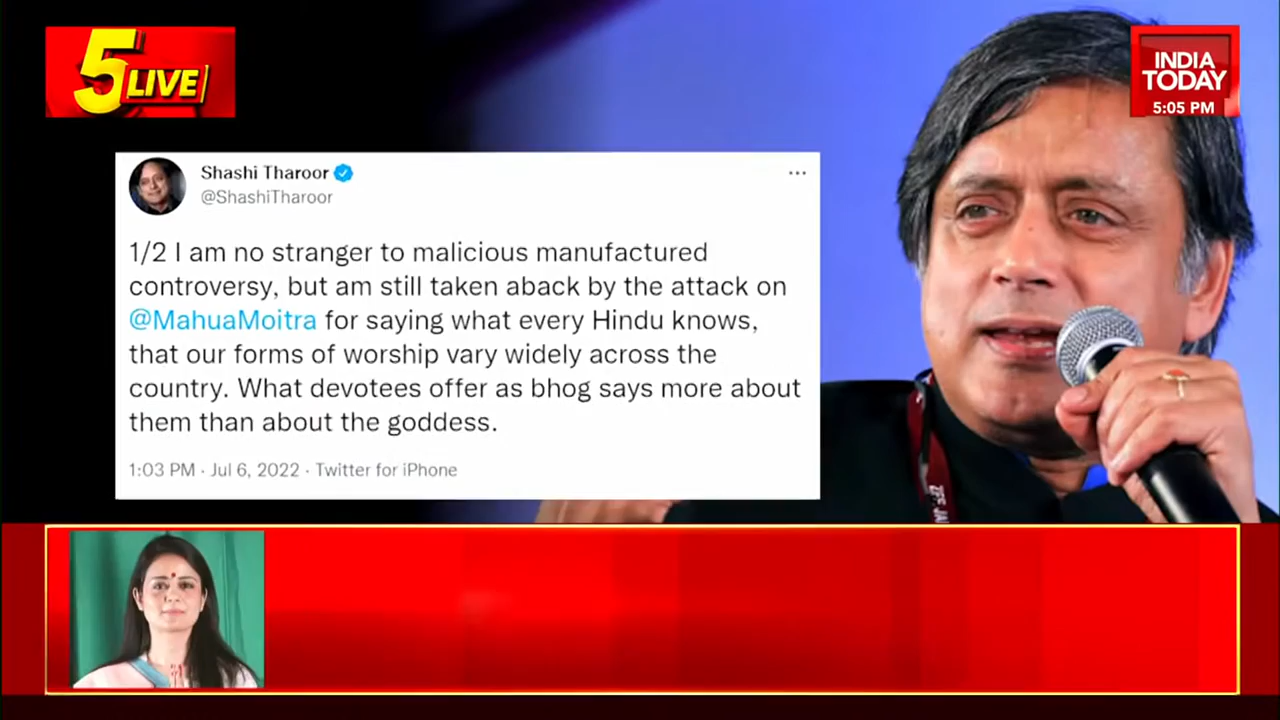 5 LIVE
INDIA
TODAY
5:05 PM
Shashi Tharoor
@ShashiTharoor
1/2 I am no stranger to malicious manufactured
controversy, but am still taken aback by the attack on
@MahuaMoitra for saying what every Hindu knows,
that our forms of worship vary widely across the
country. What devotees offer as bhog says more about
them than about the goddess.
1:03 PM · Jul 6, 2022 · Twitter for iPhone